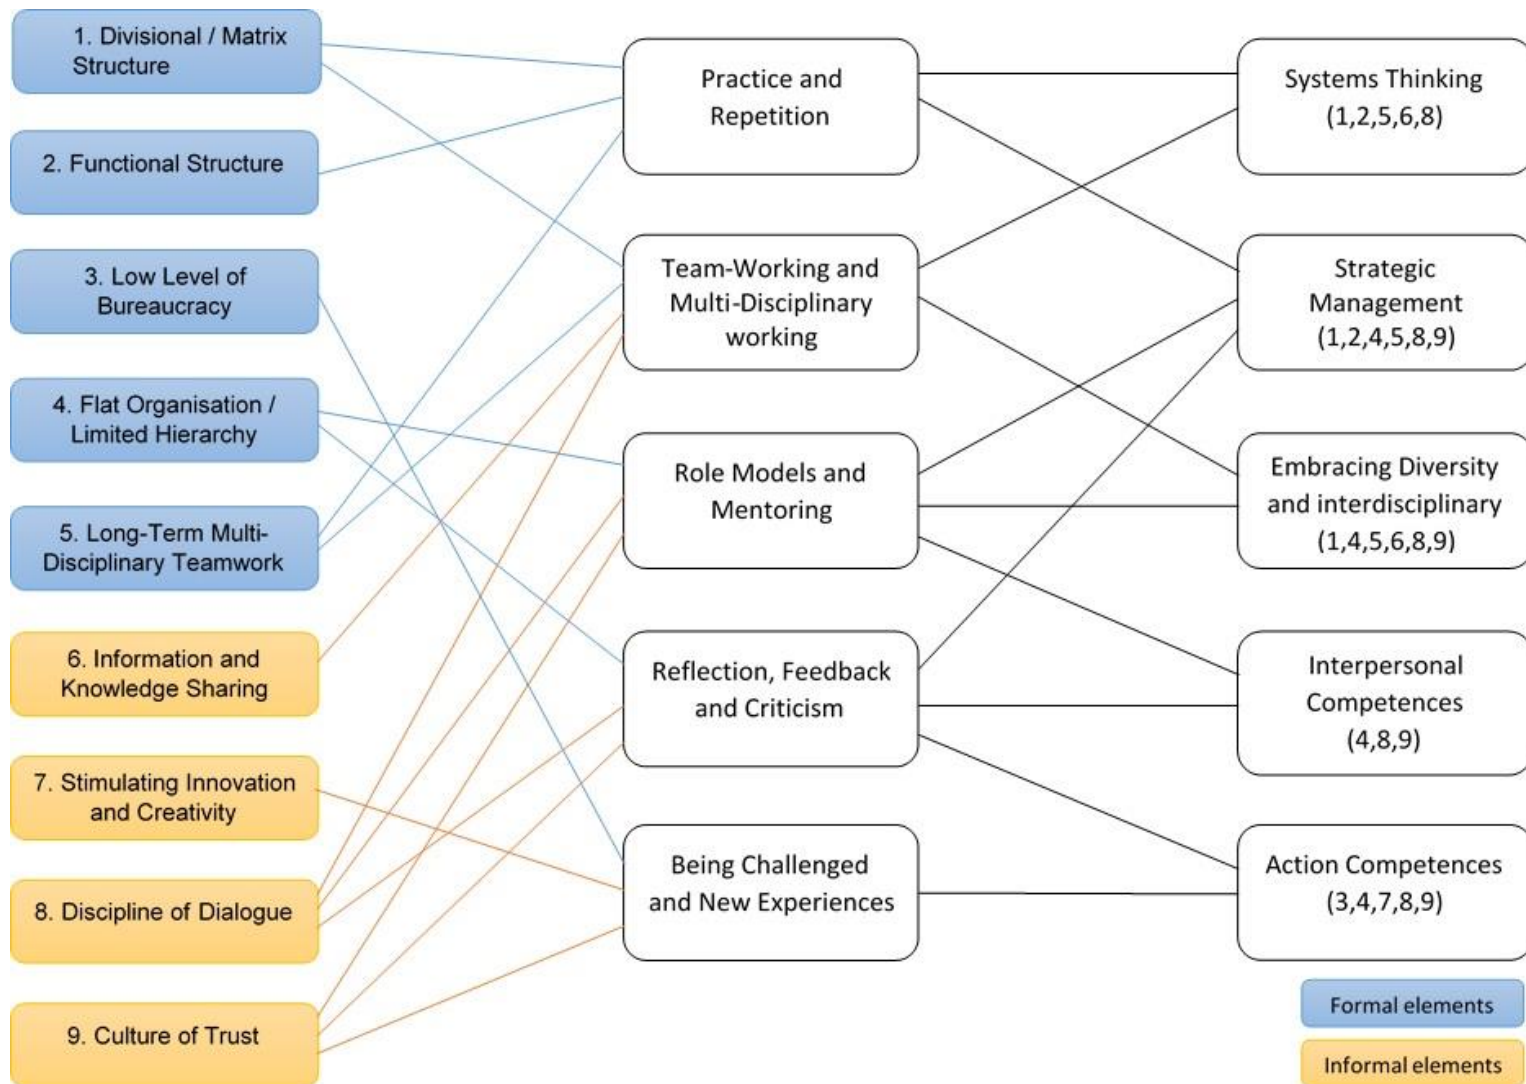 1. Divisional / Matrix
Structure
2. Functional Structure
3. Low Level of
Bureaucracy
4. Flat Organisation /
Limited Hierarchy
5. Long-Term Multi-
Disciplinary Teamwork
6. Information and
Knowledge Sharing
7. Stimulating Innovation
and Creativity
8. Discipline of Dialogue
9. Culture of Trust
Practice and
Repetition
Team-Working and
Multi-Disciplinary
working
Role Models and
Mentoring
Reflection, Feedback
and Criticism
Being Challenged
and New Experiences
Systems Thinking
(1,2,5,6,8)
Strategic
Management
(1,2,4,5,8,9)
Embracing Diversity
and interdisciplinary
(1,4,5,6,8,9)
Interpersonal
Competences
(4,8,9)
Action Competences
(3,4,7,8,9)
Formal elements
Informal elements